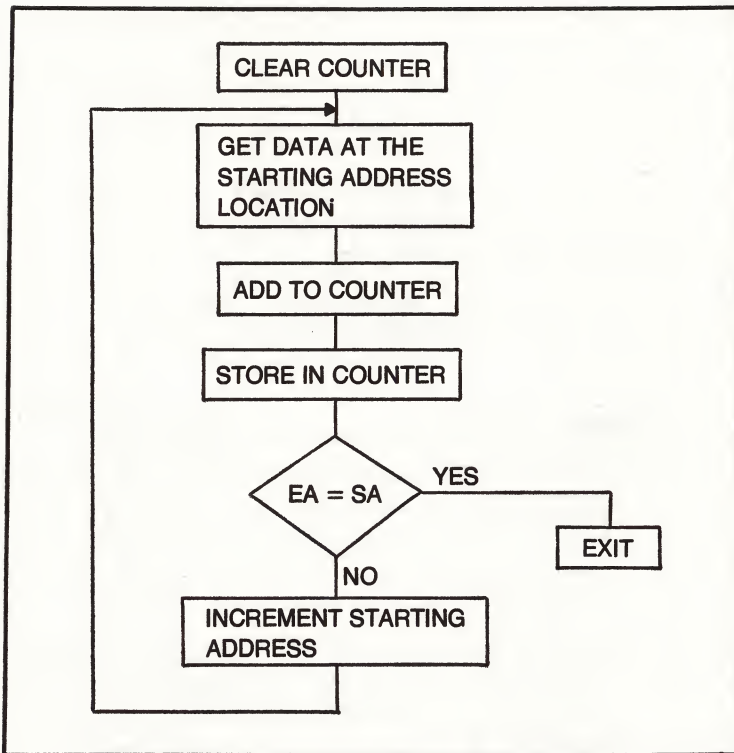 CLEAR COUNTER
GET DATA AT THE
STARTING ADDRESS
LOCATION
ADD TO COUNTER
STORE IN COUNTER
EA = SA
YES
EXIT
NO
INCREMENT STARTING
ADDRESS